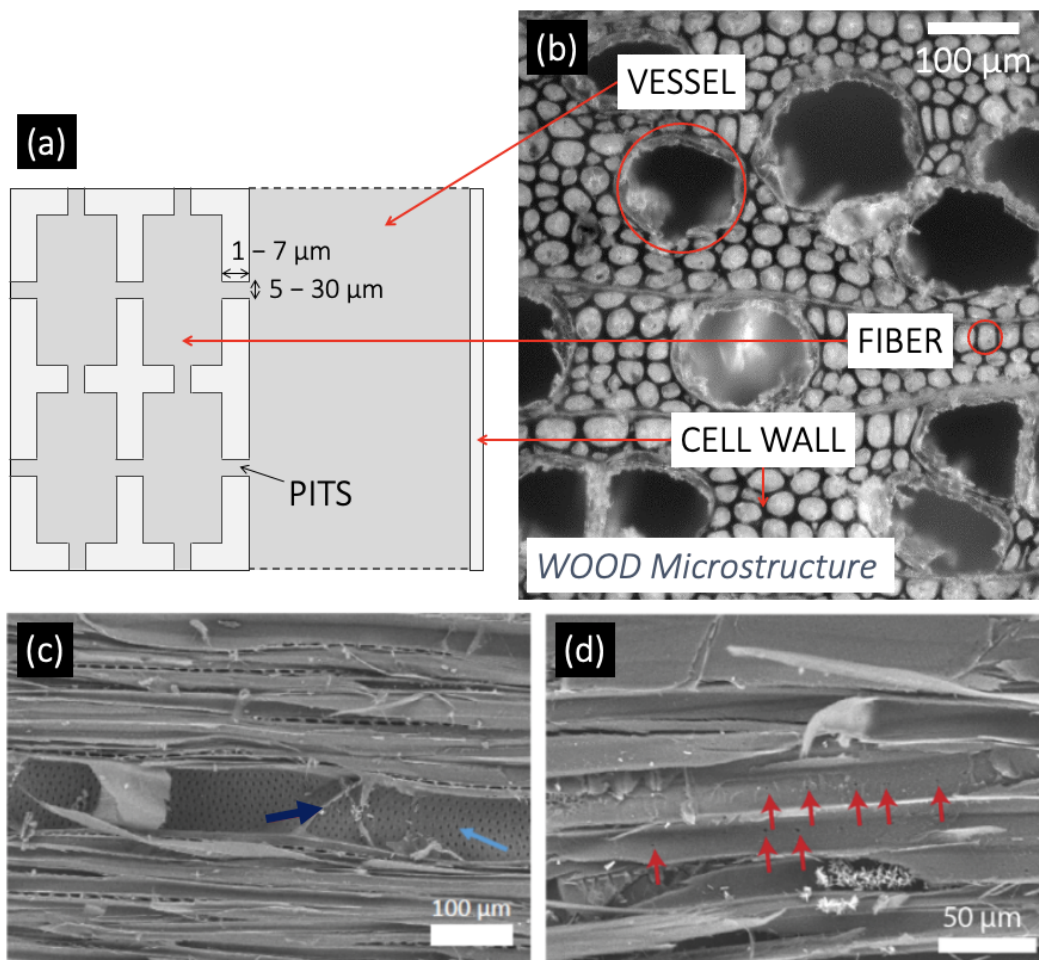 (a)
1 – 7 µm
5 – 30 µm
PITS
(b)
100 µm
VESSEL
FIBER
CELL WALL
WOOD Microstructure
(c)
100 µm
(d)
50 µm